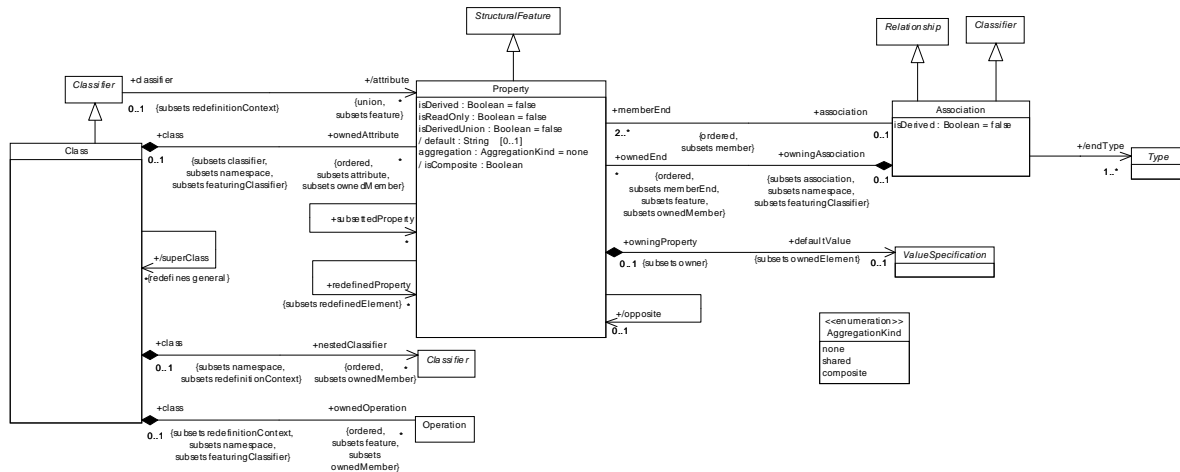 StructuralFeature
Relationship
Classifier
Classifier
+classifier
+/attribute
0..1
{subsets redefinitionContext}
{union,
subsets feature}
*
Property
isDerived : Boolean = false
isReadOnly : Boolean = false
isDerivedUnion : Boolean = false
/ default : String [0..1]
aggregation : AggregationKind = none
/ isComposite : Boolean
+memberEnd
+association
2..*
{ordered,
subsets member}
0..1
Association
isDerived : Boolean = false
Class
+class
+ownedAttribute
0..1
{subsets classifier,
subsets namespace,
subsets featuringClassifier}
{ordered,
subsets attribute,
subsets ownedMember}
*
+ownedEnd
+owningAssociation
*
{ordered,
subsets memberEnd,
subsets feature,
subsets ownedMember}
{subsets association,
subsets namespace,
subsets featuringClassifier}
0..1
+/endType
1..*
Type
+subsettedProperty
*
+/superClass
*
{redefines general}
+redefinedProperty
{subsets redefinedElement}
*
+owningProperty
+defaultValue
0..1
{subsets owner}
{subsets ownedElement}
0..1
ValueSpecification
+/opposite
0..1
<<enumeration>>
AggregationKind
none
shared
composite
+class
+nestedClassifier
0..1
{subsets namespace,
subsets redefinitionContext}
{ordered,
subsets ownedMember}
*
Classifier
+class
+ownedOperation
0..1
{subsets redefinitionContext,
subsets namespace,
subsets featuringClassifier}
{ordered,
subsets feature,
subsets
ownedMember}
*
Operation